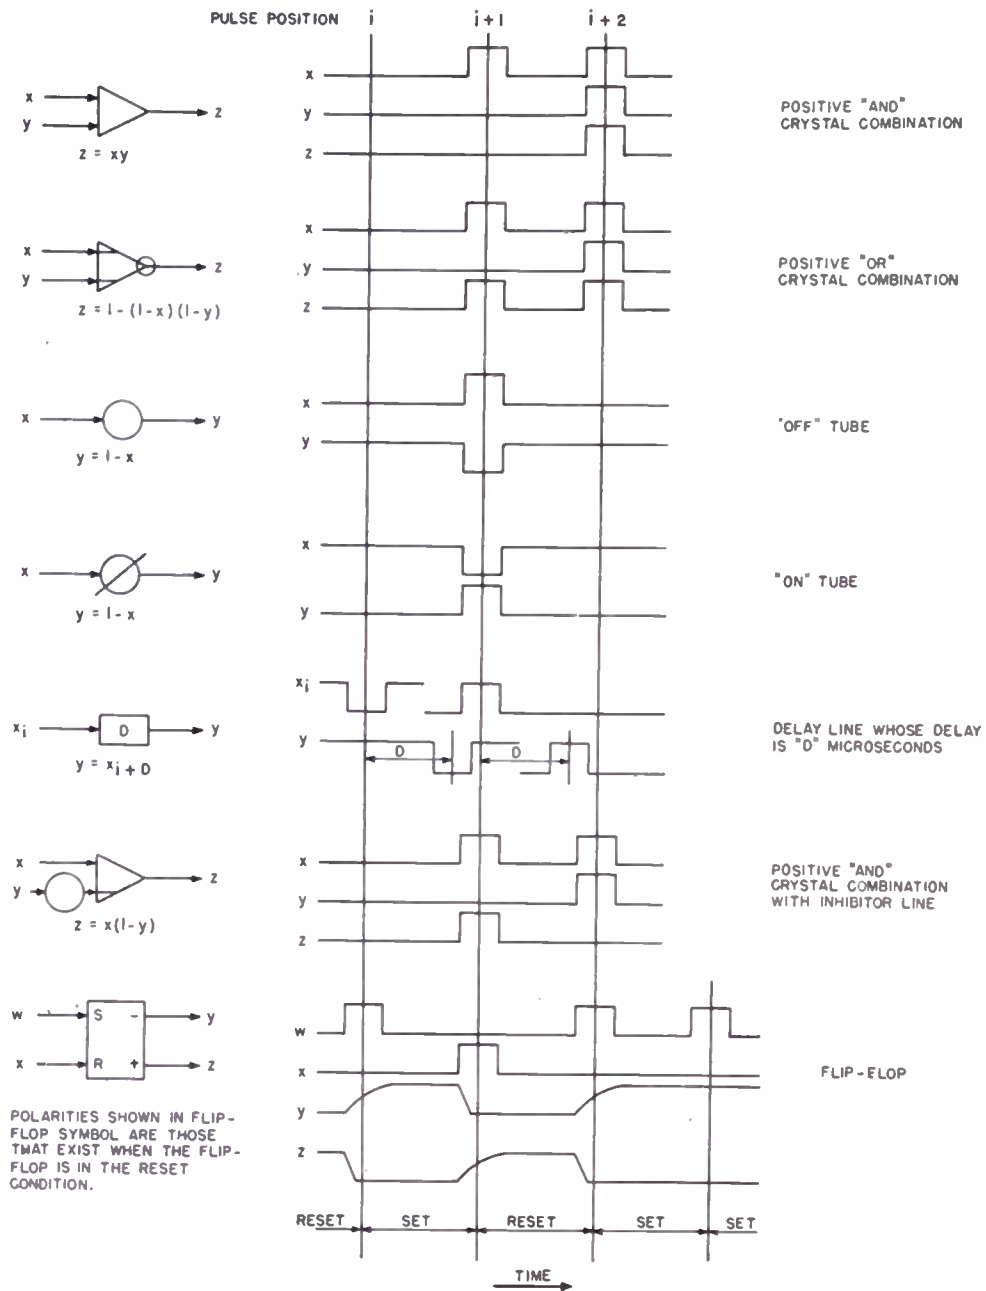 PULSE POSITION i i+1 i+2
x
y
z
z = xy
x
y
z
POSITIVE "AND"
CRYSTAL COMBINATION
x
y
z
z = 1-(1-x)(1-y)
x
y
z
POSITIVE "OR"
CRYSTAL COMBINATION
x
y
y = 1-x
x
y
"OFF" TUBE
x
y
y = 1-x
x
y
"ON" TUBE
xi
D
y
y = xi+D
xi
y
D
D
DELAY LINE WHOSE DELAY
IS "D" MICROSECONDS
x
y
z
z = x(1-y)
x
y
z
POSITIVE "AND"
CRYSTAL COMBINATION
WITH INHIBITOR LINE
w S - y
x R + z
w
x
y
z
FLIP-FLOP
POLARITIES SHOWN IN FLIP-
FLOP SYMBOL ARE THOSE
TMAT EXIST WHEN THE FLIP-
FLOP IS IN THE RESET
CONDITION.
RESET SET RESET SET SET
TIME